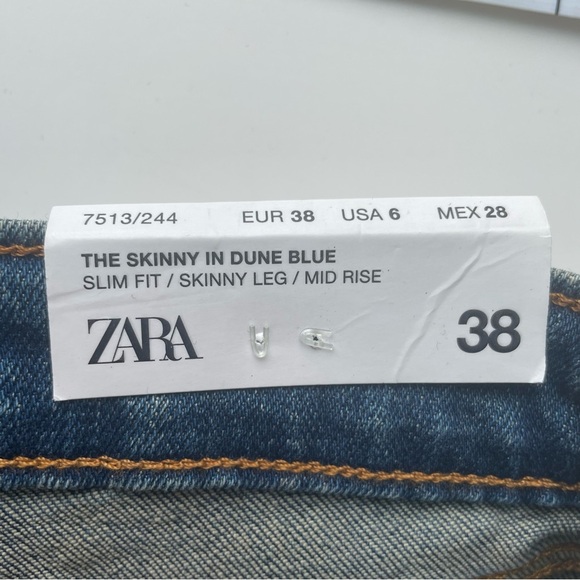 7513/244 EUR 38 USA 6 MEX 28
THE SKINNY IN DUNE BLUE
SLIM FIT / SKINNY LEG / MID RISE
ZARA 38